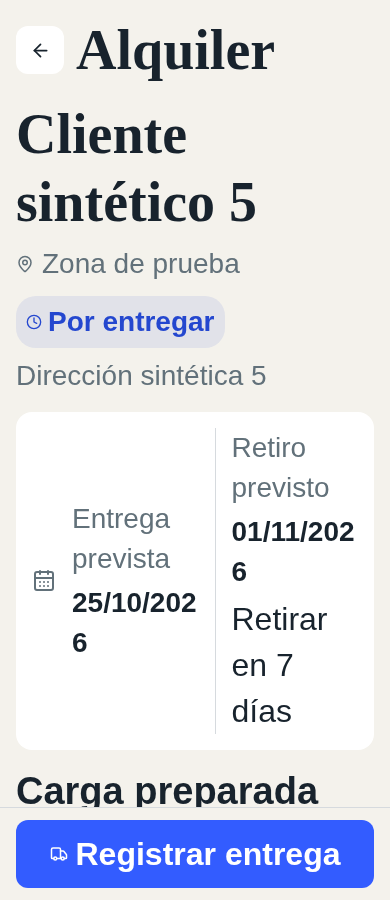 Alquiler
Cliente
sintético 5
Zona de prueba
Por entregar
Dirección sintética 5
Entrega
prevista
25/10/202
6
Retiro
previsto
01/11/202
6
Retirar
en 7
días
Carga preparada
Registrar entrega